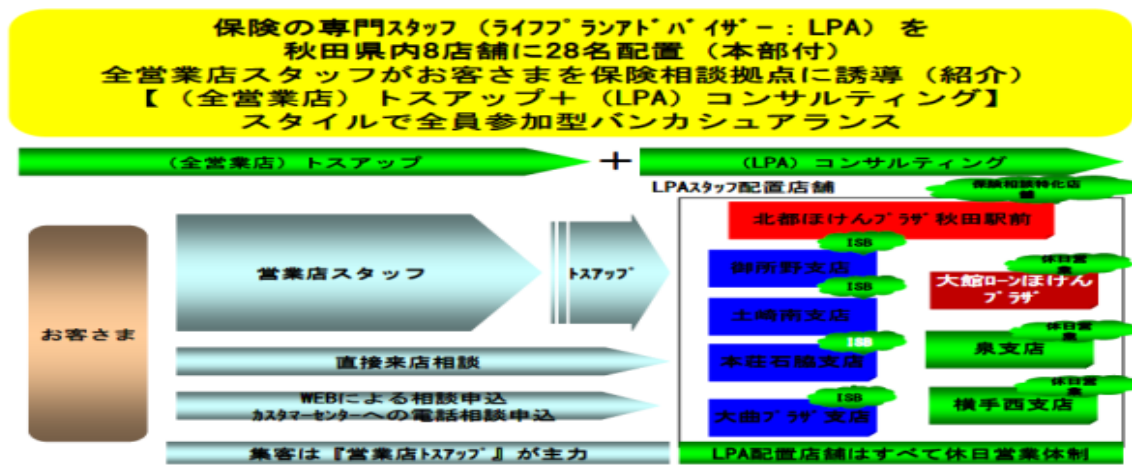 保険の専門ｽﾀｯﾌ（ﾗｲﾌﾌﾟﾗﾝｱﾄﾞﾊﾞｲｻﾞｰ：LPA）を
秋田県内8店舗に28名配置（本部付）
全営業店スタッフがお客さまを保険相談拠点に誘導（紹介）
【（全営業店）トスアップ＋（LPA）コンサルティング】
スタイルで全員参加型バンカシュアランス
（全営業店）トスアップ
＋
（LPA）コンサルティング
LPAスタッフ配置店舗
保険相談特化店
舗
北都ほけんﾌﾟﾗｻﾞ秋田駅前
お客さま
営業店スタッフ
ﾄｽｱｯﾌﾟ
直接来店相談
WEBによる相談申込
ｶｽﾀﾏｰｾﾝﾀｰへの電話相談申込
ISB
御所野支店
ISB
土崎南支店
ISB
本荘石脇支店
ISB
大曲ﾌﾟﾗｻﾞ支店
休日営
業
大館ﾛｰﾝほけん
ﾌﾟﾗｻﾞ
休日営
業
泉支店
休日営
業
横手西支店
集客は『営業店ﾄｽｱｯﾌﾟ』が主力
LPA配置店舗はすべて休日営業体制